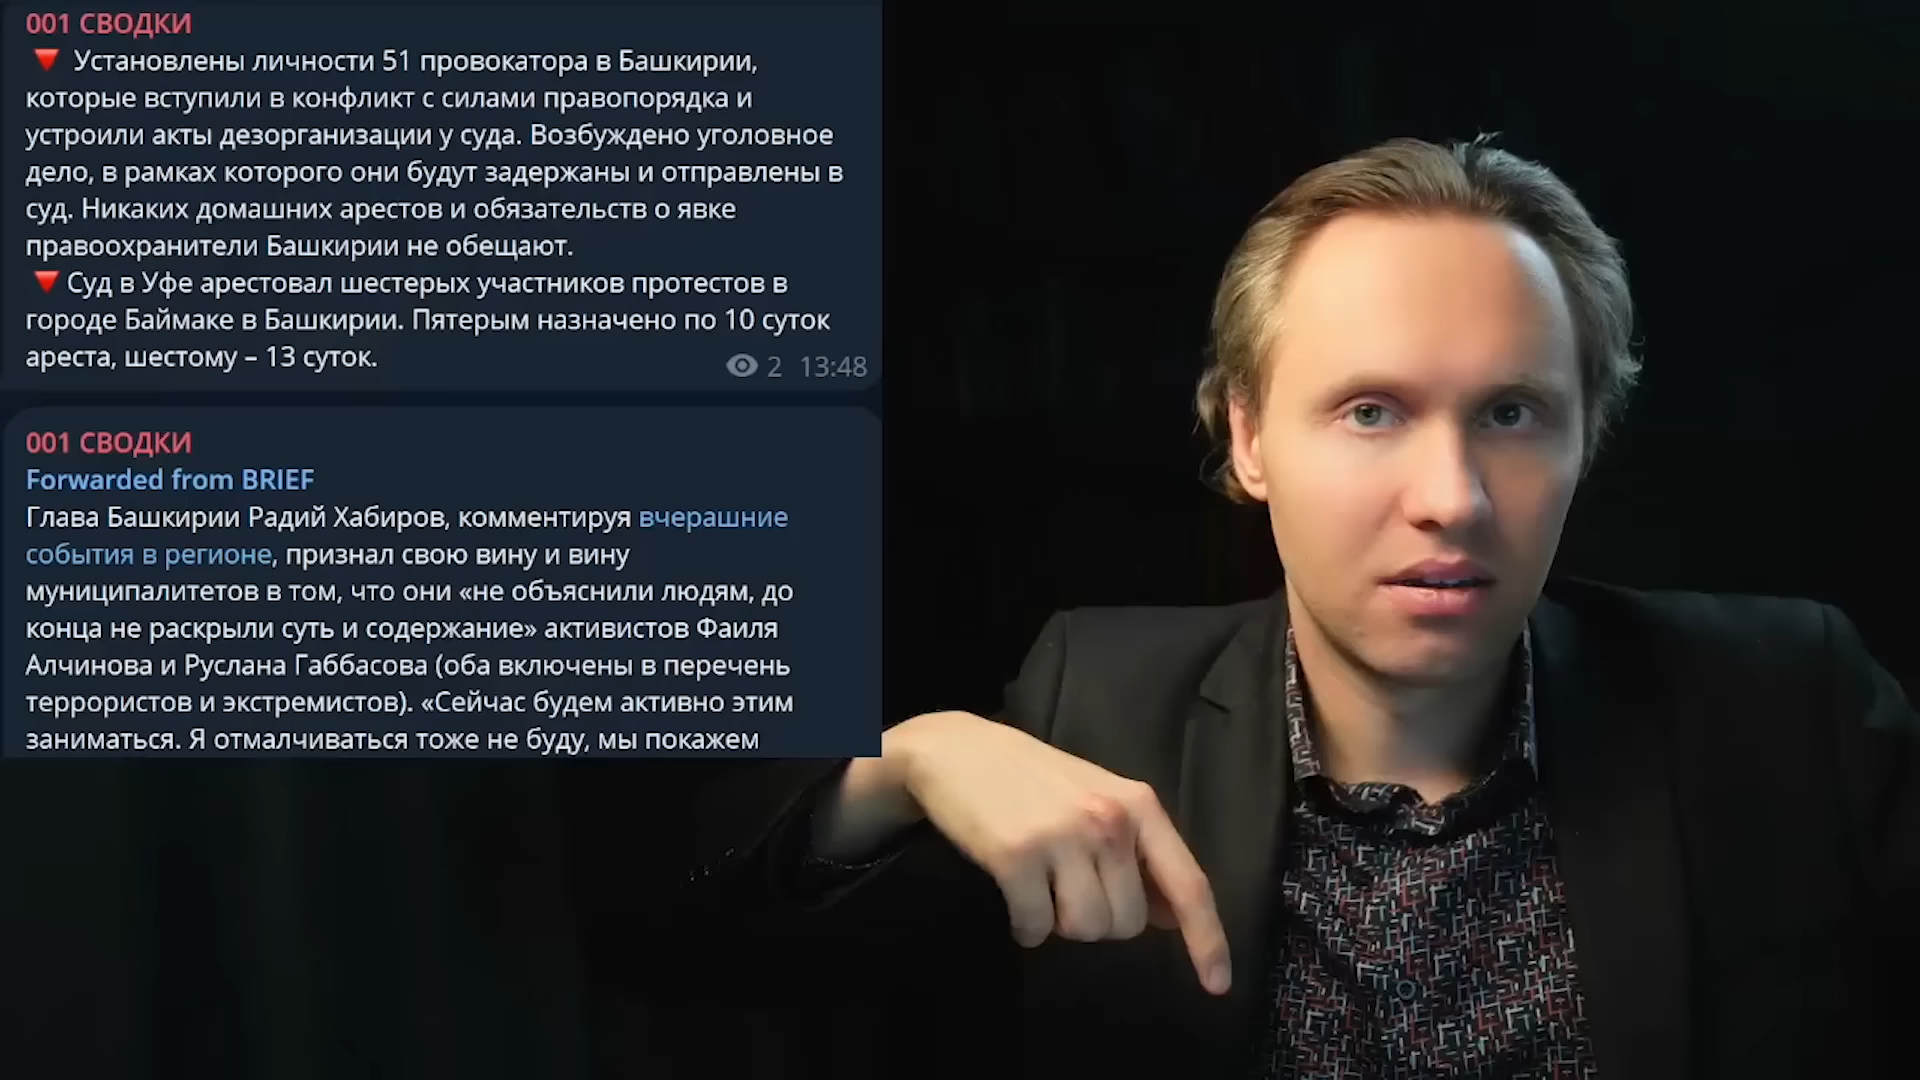 001 СВОДКИ
🔻 Установлены личности 51 провокатора в Башкирии,
которые вступили в конфликт с силами правопорядка и
устроили акты дезорганизации у суда. Возбуждено уголовное
дело, в рамках которого они будут задержаны и отправлены в
суд. Никаких домашних арестов и обязательств о явке
правоохранители Башкирии не обещают.
🔻Суд в Уфе арестовал шестерых участников протестов в
городе Баймаке в Башкирии. Пятерым назначено по 10 суток
ареста, шестому – 13 суток.
2 13:48
001 СВОДКИ
Forwarded from BRIEF
Глава Башкирии Радий Хабиров, комментируя вчерашние
события в регионе, признал свою вину и вину
муниципалитетов в том, что они «не объяснили людям, до
конца не раскрыли суть и содержание» активистов Фаиля
Алчинова и Руслана Габбасова (оба включены в перечень
террористов и экстремистов). «Сейчас будем активно этим
заниматься. Я отмалчиваться тоже не буду, мы покажем